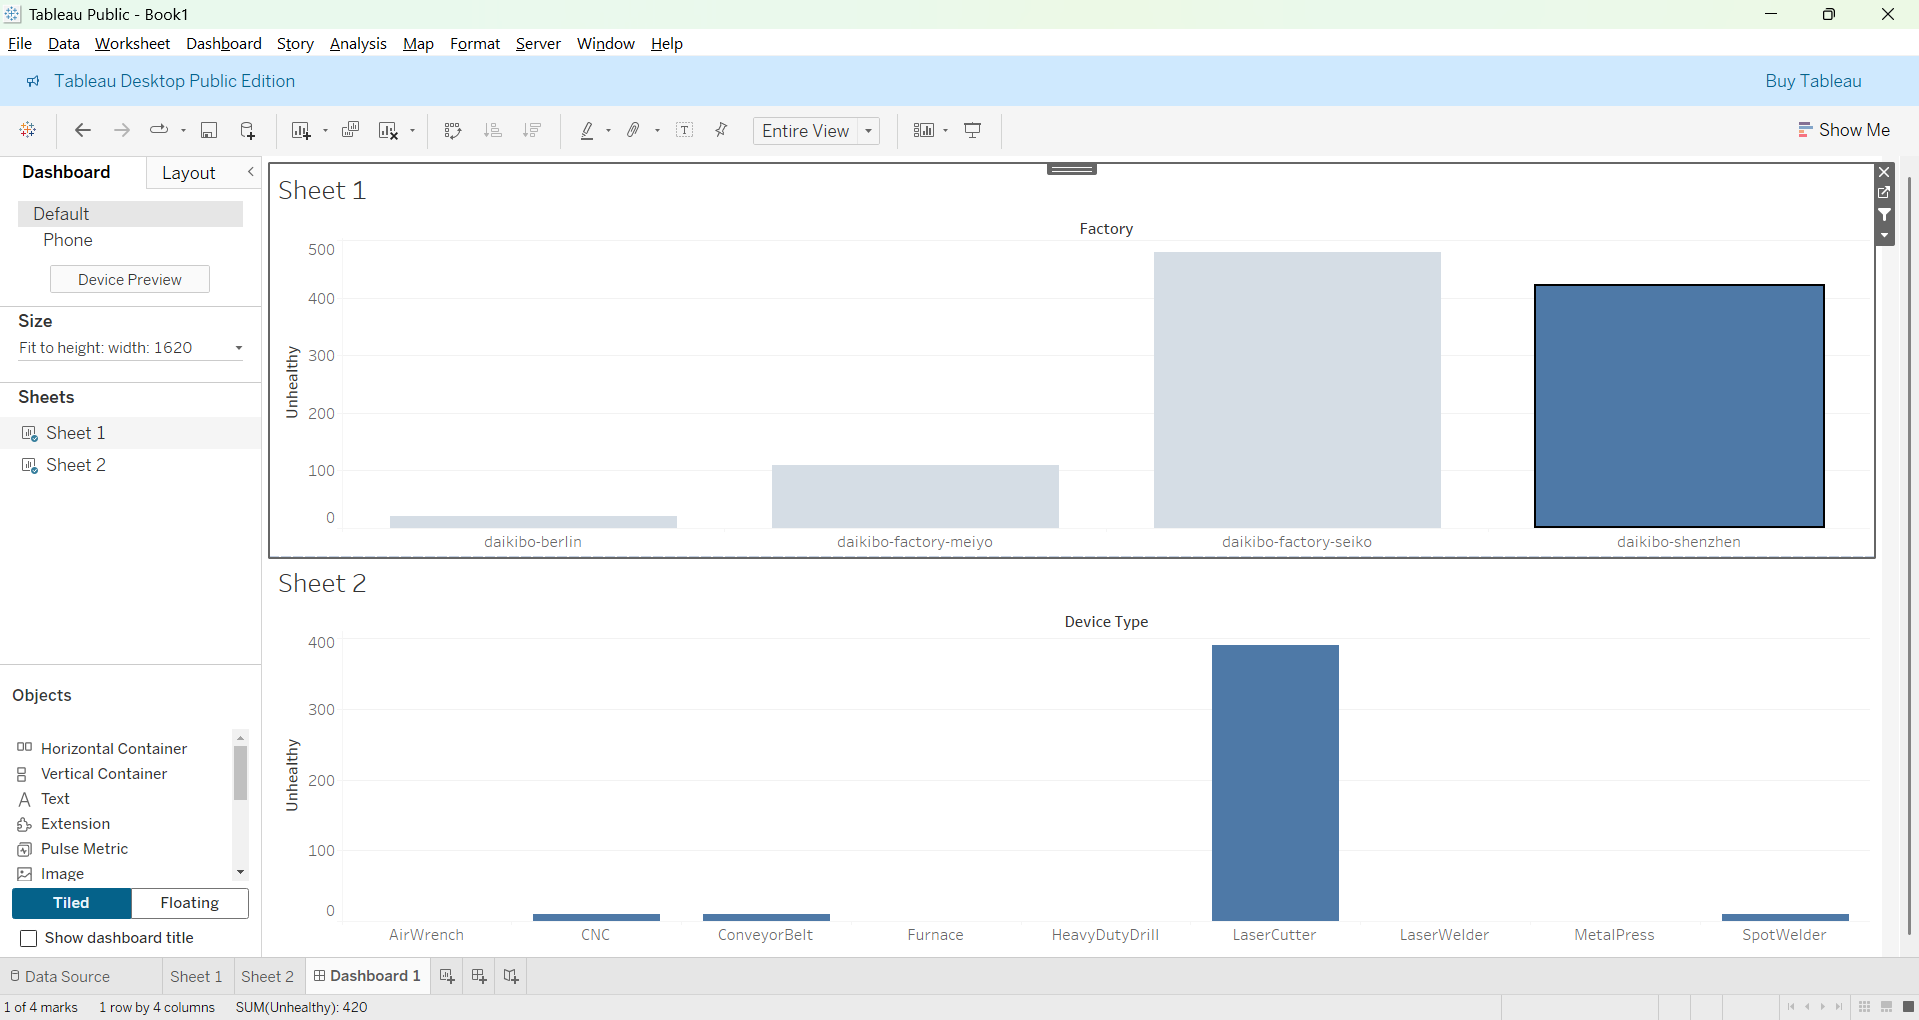 Tableau Public - Book1
File Data Worksheet Dashboard Story Analysis Map Format Server Window Help
Tableau Desktop Public Edition
Buy Tableau
Entire View
Show Me
Dashboard
Layout
Default
Phone
Device Preview
Size
Fit to height: width: 1620
Sheets
Sheet 1
Sheet 2
Objects
Horizontal Container
Vertical Container
Text
Extension
Pulse Metric
Image
Tiled
Floating
Show dashboard title
Sheet 1
Factory
Unhealthy
500
400
300
200
100
0
daikibo-berlin
daikibo-factory-meiyo
daikibo-factory-seiko
daikibo-shenzhen
Sheet 2
Device Type
Unhealthy
400
300
200
100
0
AirWrench
CNC
ConveyorBelt
Furnace
HeavyDutyDrill
LaserCutter
LaserWelder
MetalPress
SpotWelder
Data Source
Sheet 1
Sheet 2
Dashboard 1
1 of 4 marks
1 row by 4 columns
SUM(Unhealthy): 420